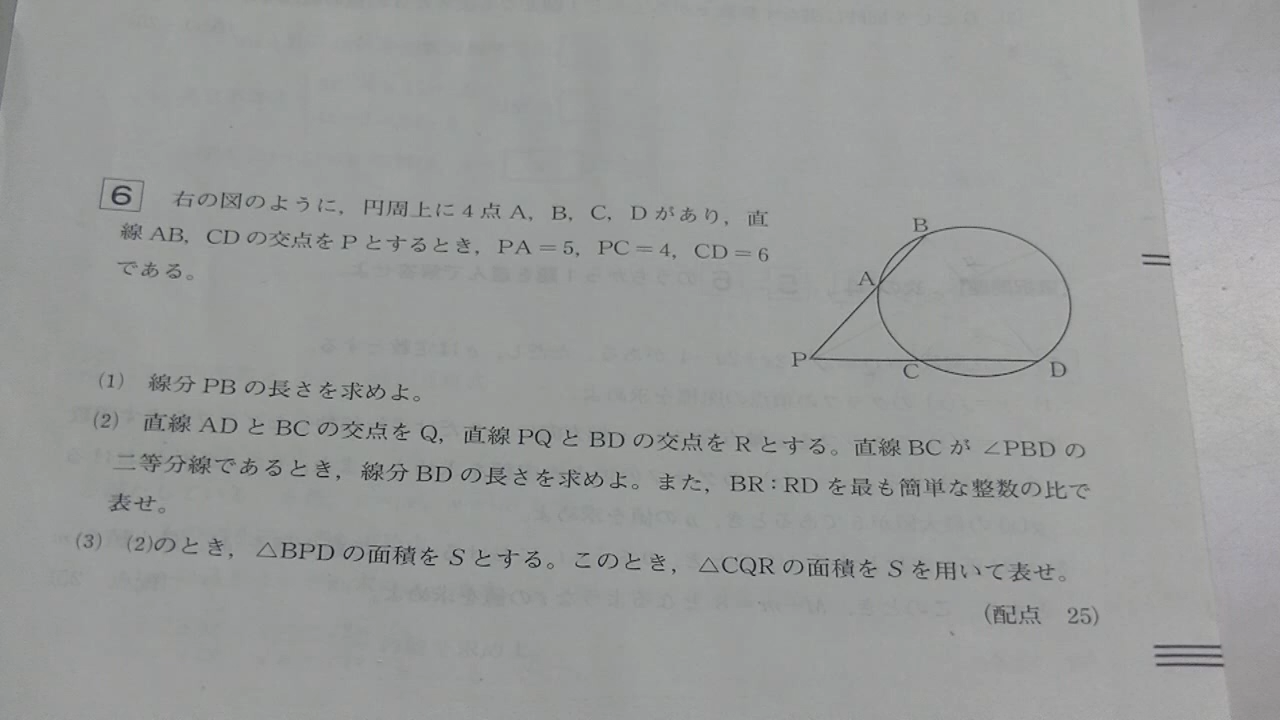 6 右の図のように，円周上に4点A，B，C，Dがあり，直
線AB，CDの交点をPとするとき，PA＝5，PC＝4，CD＝6
である。
B
A
P
C
D
(1) 線分PBの長さを求めよ。
(2) 直線ADとBCの交点をQ，直線PQとBDの交点をRとする。直線BCが∠PBDの
二等分線であるとき，線分BDの長さを求めよ。また，BR：RDを最も簡単な整数の比で
表せ。
(3) (2)のとき，△BPDの面積をSとする。このとき，△CQRの面積をSを用いて表せ。
(配点 25)